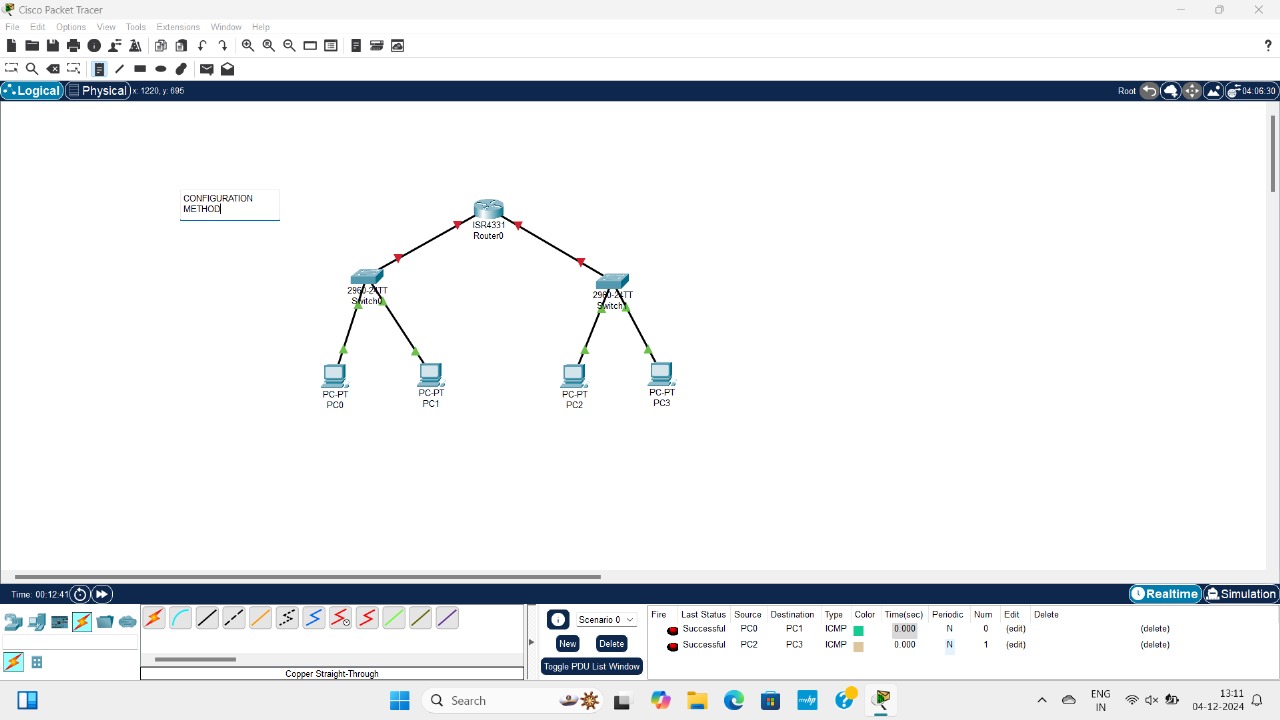 Cisco Packet Tracer
File Edit Options View Tools Extensions Window Help
?
Logical Physical x: 1220, y: 695 Root 04:06:30
CONFIGURATION
METHOD
ISR4331
Router0
2960-24TT
Switch0
2960-24TT
Switch1
PC-PT
PC0
PC-PT
PC1
PC-PT
PC2
PC-PT
PC3
Time: 00:12:41 Realtime Simulation
Scenario 0
New Delete
Toggle PDU List Window
Copper Straight-Through
Fire Last Status Source Destination Type Color Time(sec) Periodic Num Edit Delete
Successful PC0 PC1 ICMP 0.000 N 0 (edit) (delete)
Successful PC2 PC3 ICMP 0.000 N 1 (edit) (delete)
Search
myhp
ENG
IN
13:11
04-12-2024